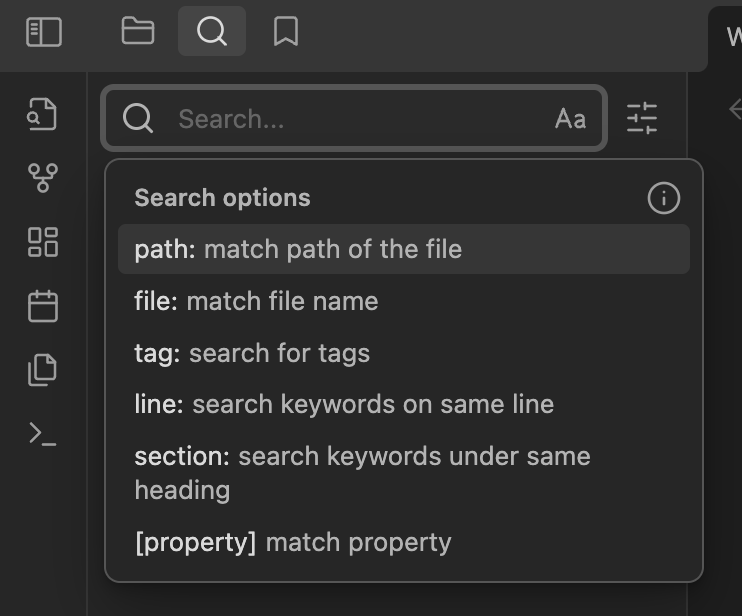 W
Search...
Aa
Search options
path: match path of the file
file: match file name
tag: search for tags
line: search keywords on same line
section: search keywords under same
heading
[property] match property